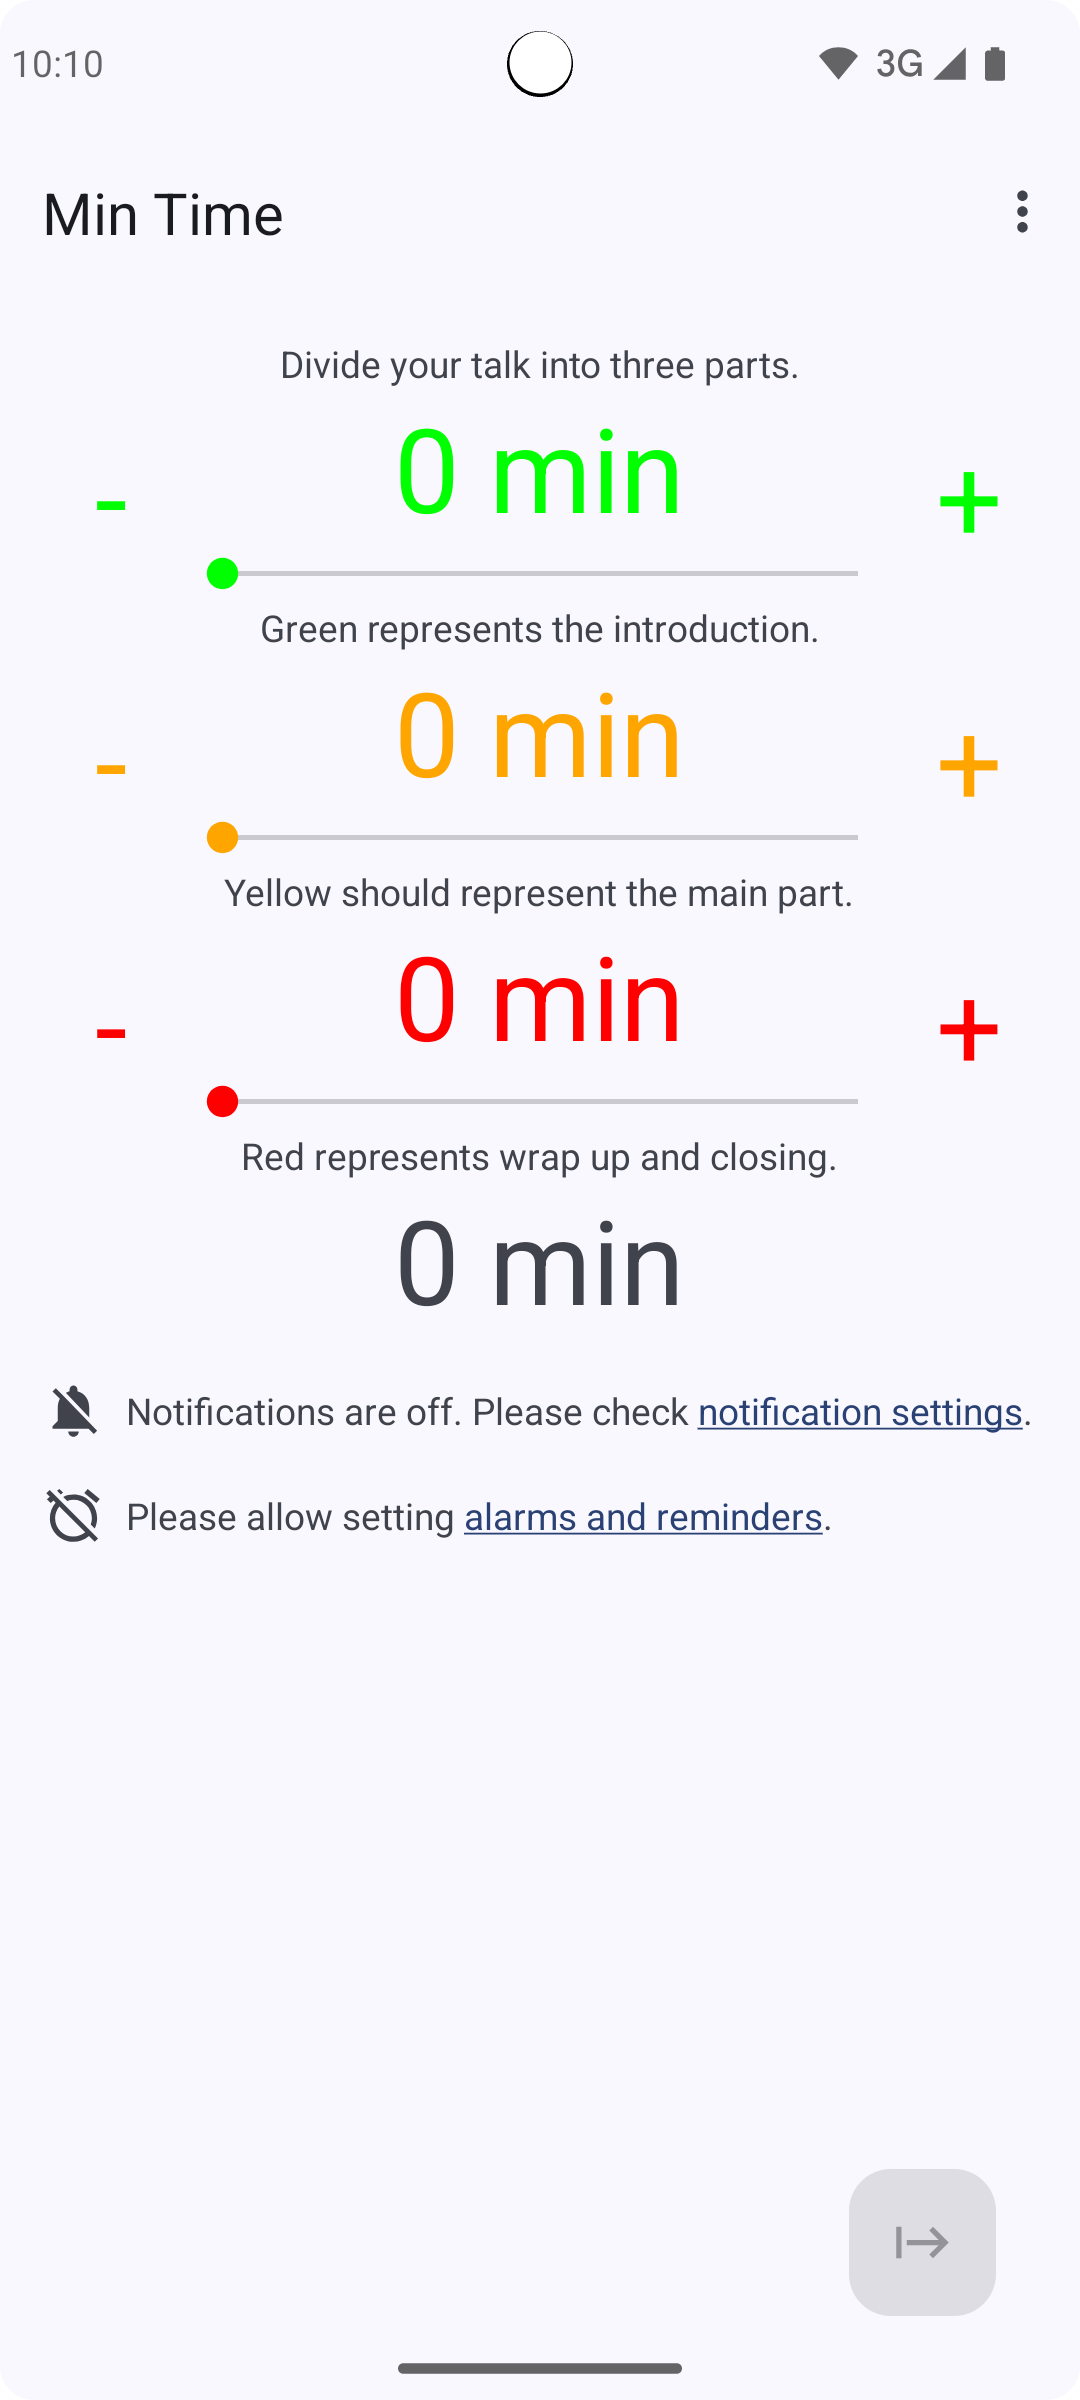 10:10
3G
Min Time
Divide your talk into three parts.
0 min
-
+
Green represents the introduction.
0 min
-
+
Yellow should represent the main part.
0 min
-
+
Red represents wrap up and closing.
0 min
Notifications are off. Please check notification settings.
Please allow setting alarms and reminders.